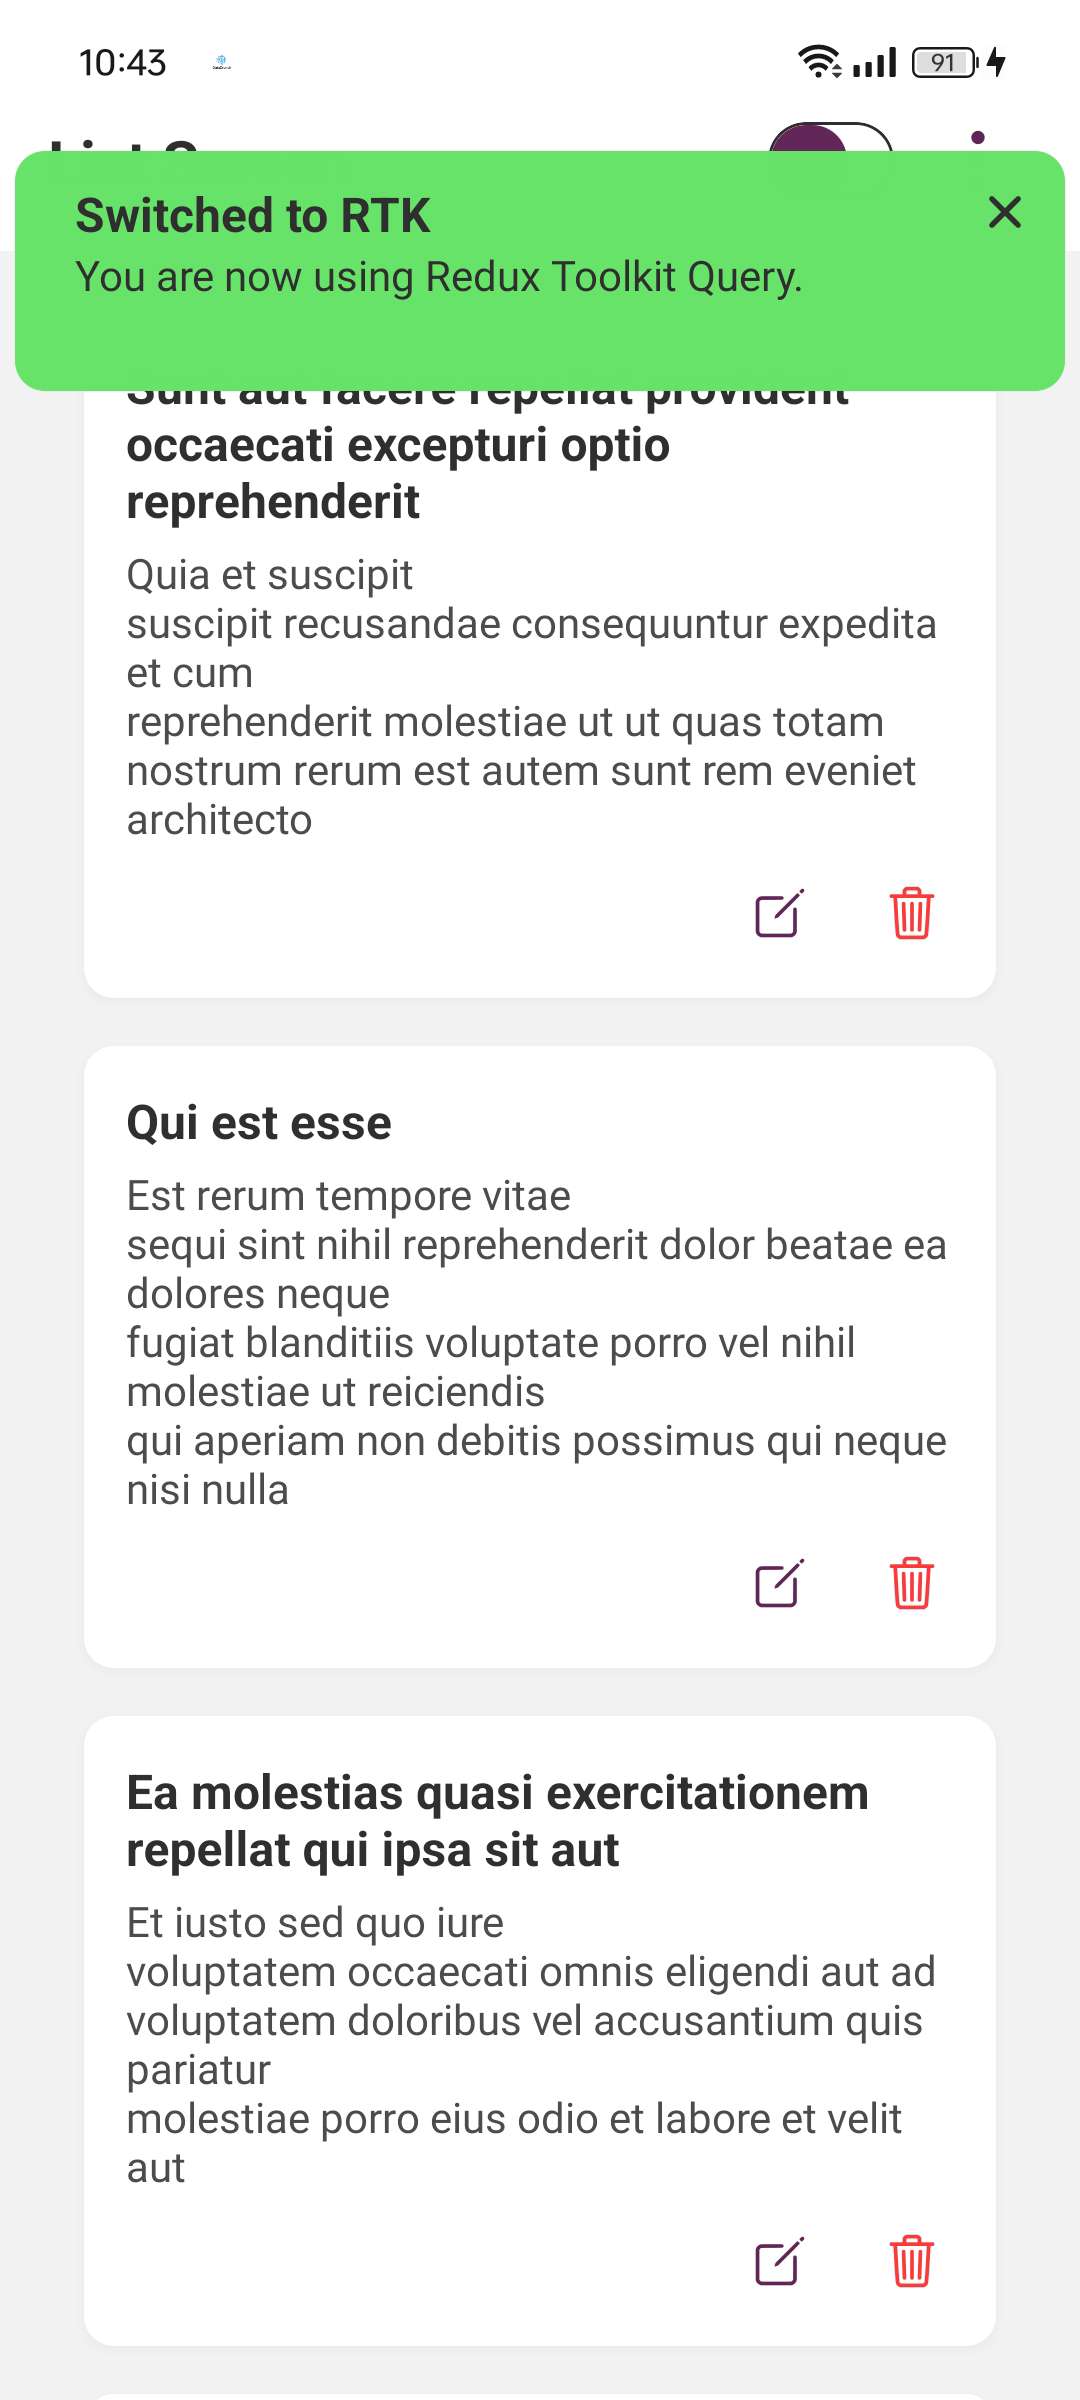 10:43
91
Switched to RTK
You are now using Redux Toolkit Query.
Sunt aut facere repellat provident
occaecati excepturi optio
reprehenderit
Quia et suscipit
suscipit recusandae consequuntur expedita
et cum
reprehenderit molestiae ut ut quas totam
nostrum rerum est autem sunt rem eveniet
architecto
Qui est esse
Est rerum tempore vitae
sequi sint nihil reprehenderit dolor beatae ea
dolores neque
fugiat blanditiis voluptate porro vel nihil
molestiae ut reiciendis
qui aperiam non debitis possimus qui neque
nisi nulla
Ea molestias quasi exercitationem
repellat qui ipsa sit aut
Et iusto sed quo iure
voluptatem occaecati omnis eligendi aut ad
voluptatem doloribus vel accusantium quis
pariatur
molestiae porro eius odio et labore et velit
aut